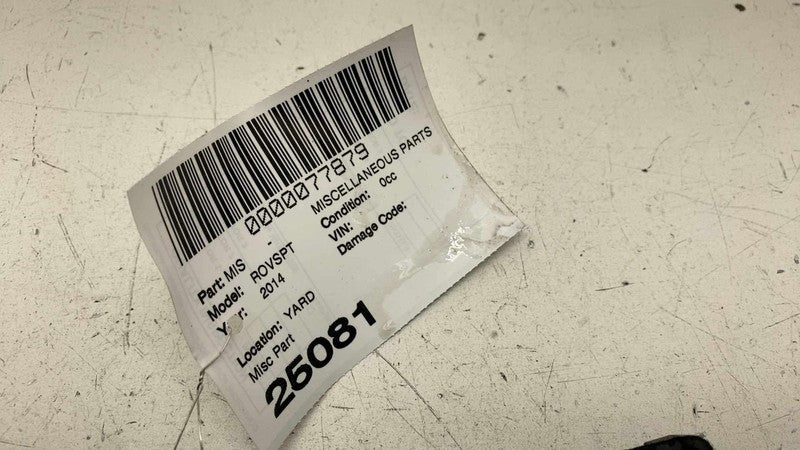 0000077879
Part: MIS - MISCELLANEOUS PARTS
Model: ROVSPT Condition: 0cc
Year: 2014 VIN:
Damage Code:
Location: YARD
Misc Part
25081